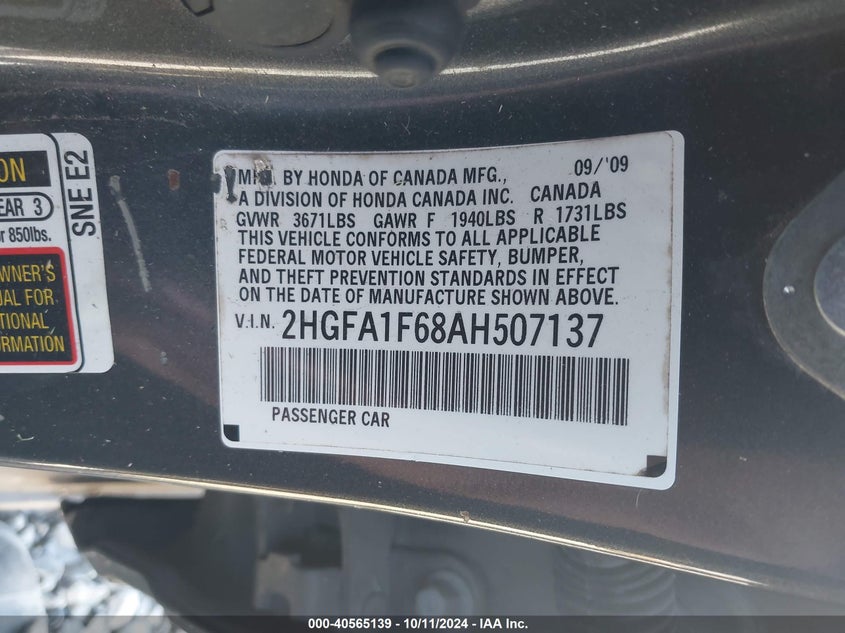 ON
EAR 3
r 850lbs.
SNE E2
WNER'S
UAL FOR
TIONAL
ORMATION
MFD. BY HONDA OF CANADA MFG., 09/'09
A DIVISION OF HONDA CANADA INC. CANADA
GVWR 3671LBS GAWR F 1940LBS R 1731LBS
THIS VEHICLE CONFORMS TO ALL APPLICABLE
FEDERAL MOTOR VEHICLE SAFETY, BUMPER,
AND THEFT PREVENTION STANDARDS IN EFFECT
ON THE DATE OF MANUFACTURE SHOWN ABOVE.
V.I.N. 2HGFA1F68AH507137
PASSENGER CAR
000-40565139 - 10/11/2024 - IAA Inc.